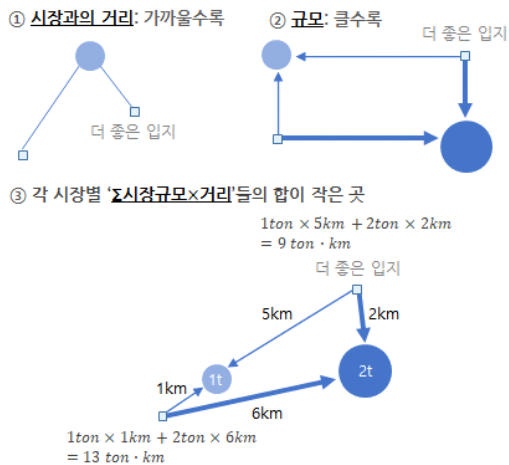 ① 시장과의 거리: 가까울수록
더 좋은 입지
② 규모: 클수록
더 좋은 입지
③ 각 시장별 ‘Σ시장규모×거리’들의 합이 작은 곳
1ton × 5km + 2ton × 2km
= 9 ton · km
더 좋은 입지
5km
2km
1t
2t
1km
6km
1ton × 1km + 2ton × 6km
= 13 ton · km